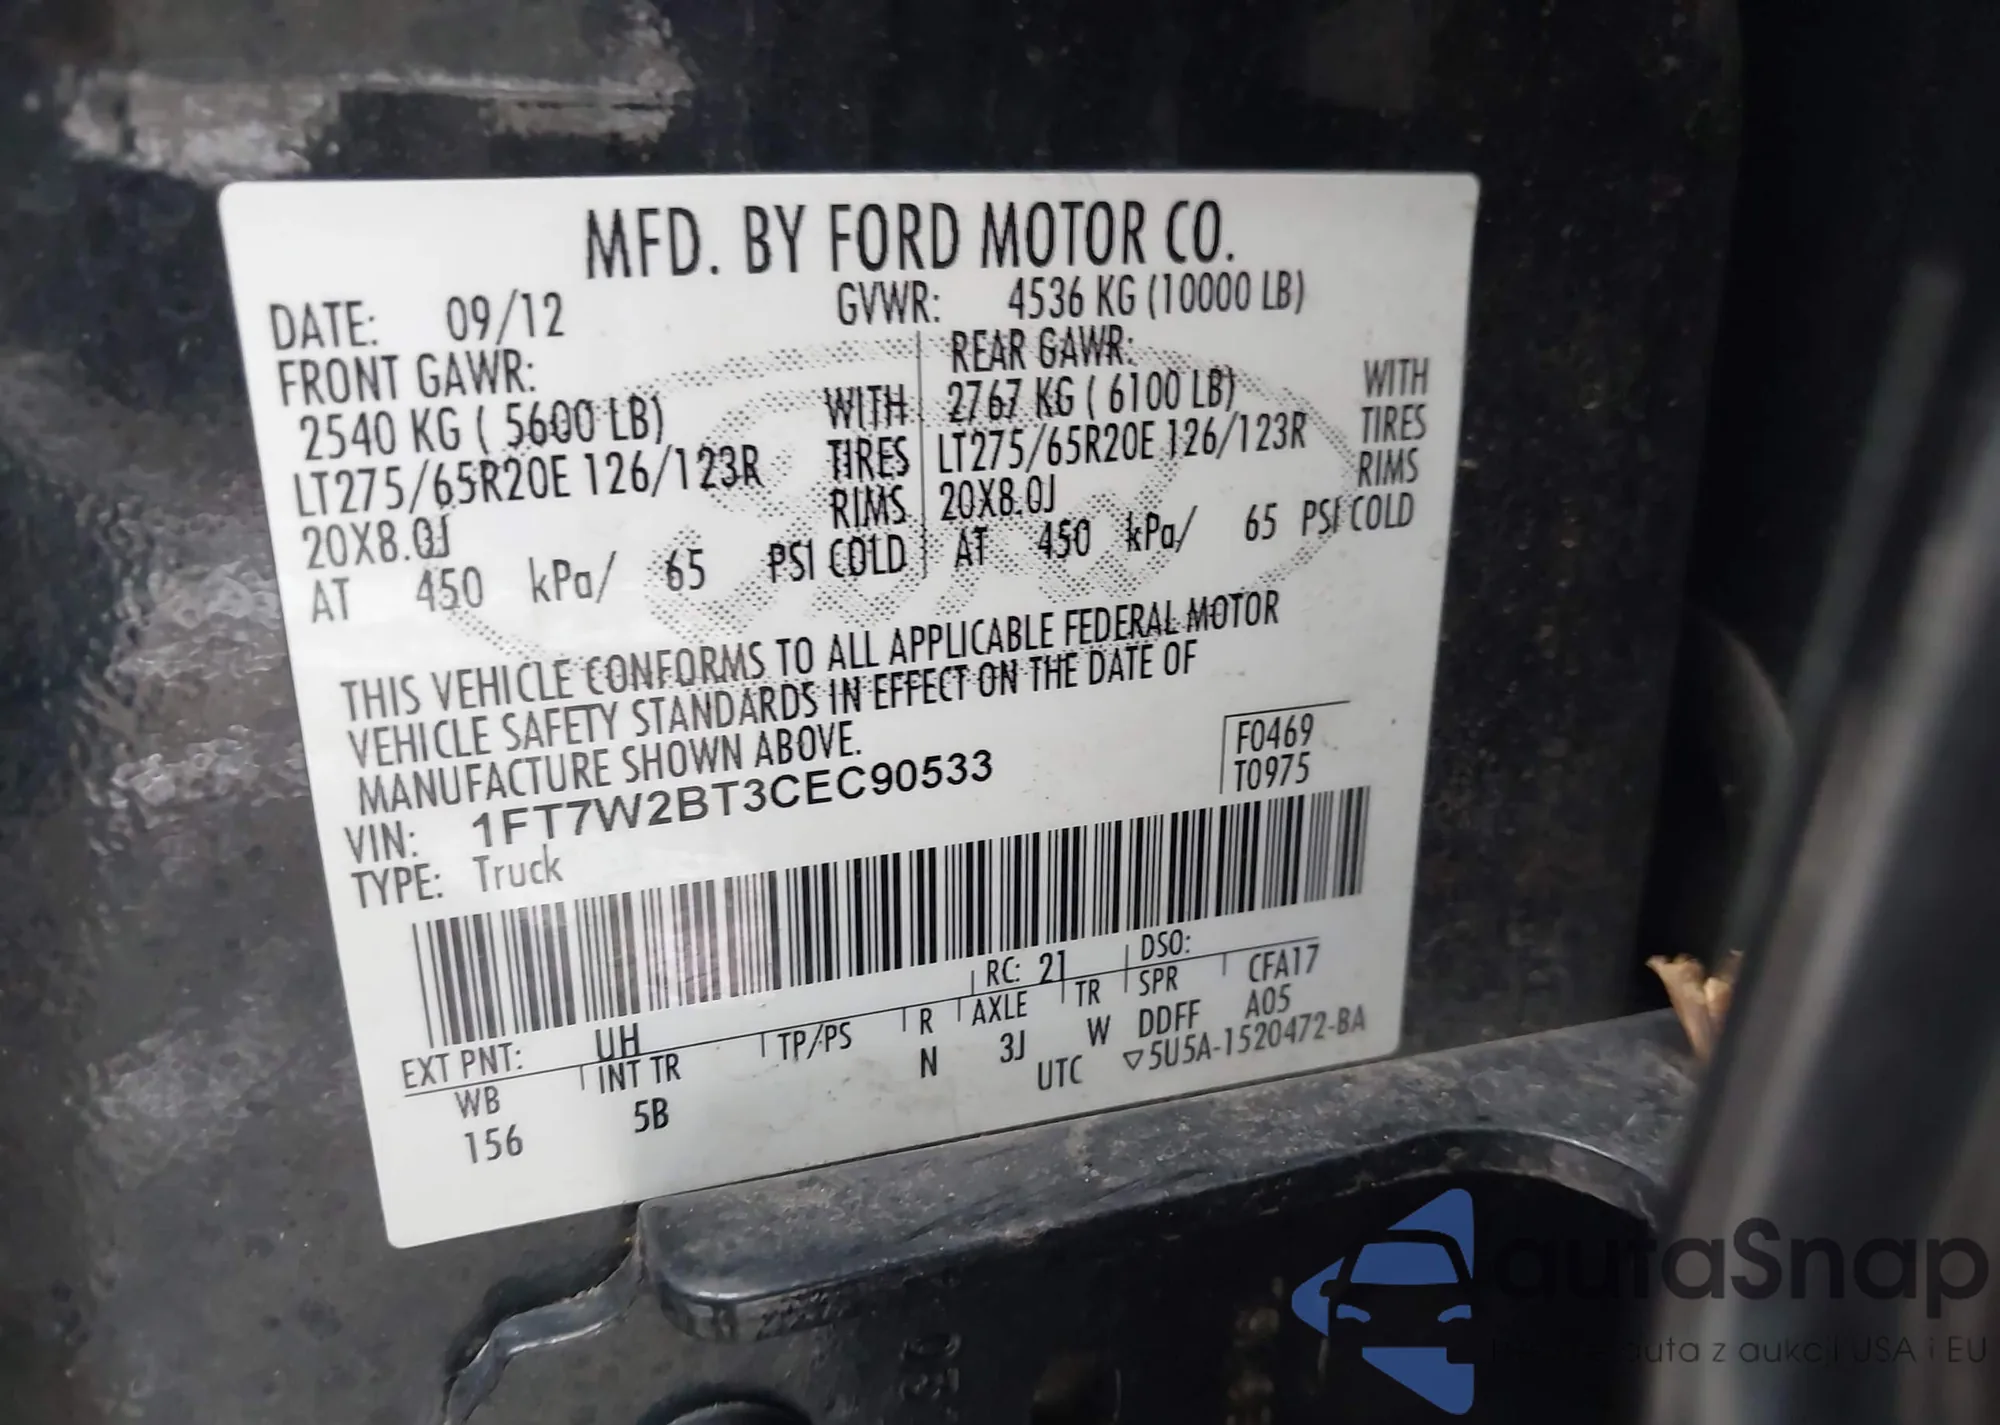 MFD. BY FORD MOTOR CO.
DATE: 09/12 GVWR: 4536 KG (10000 LB)
FRONT GAWR: REAR GAWR:
2540 KG ( 5600 LB) WITH 2767 KG ( 6100 LB) WITH
LT275/65R20E 126/123R TIRES LT275/65R20E 126/123R TIRES
20X8.0J RIMS 20X8.0J RIMS
AT 450 kPa/ 65 PSI COLD AT 450 kPa/ 65 PSI COLD
THIS VEHICLE CONFORMS TO ALL APPLICABLE FEDERAL MOTOR
VEHICLE SAFETY STANDARDS IN EFFECT ON THE DATE OF
MANUFACTURE SHOWN ABOVE.
F0469
T0975
VIN: 1FT7W2BT3CEC90533
TYPE: Truck
EXT PNT: UH RC: 21 DSO:
WB INT TR TP/PS R AXLE TR SPR CFA17
156 5B N 3J W DDFF A05
UTC ▽5U5A-1520472-BA
autaSnap
auta z aukcji USA i EU